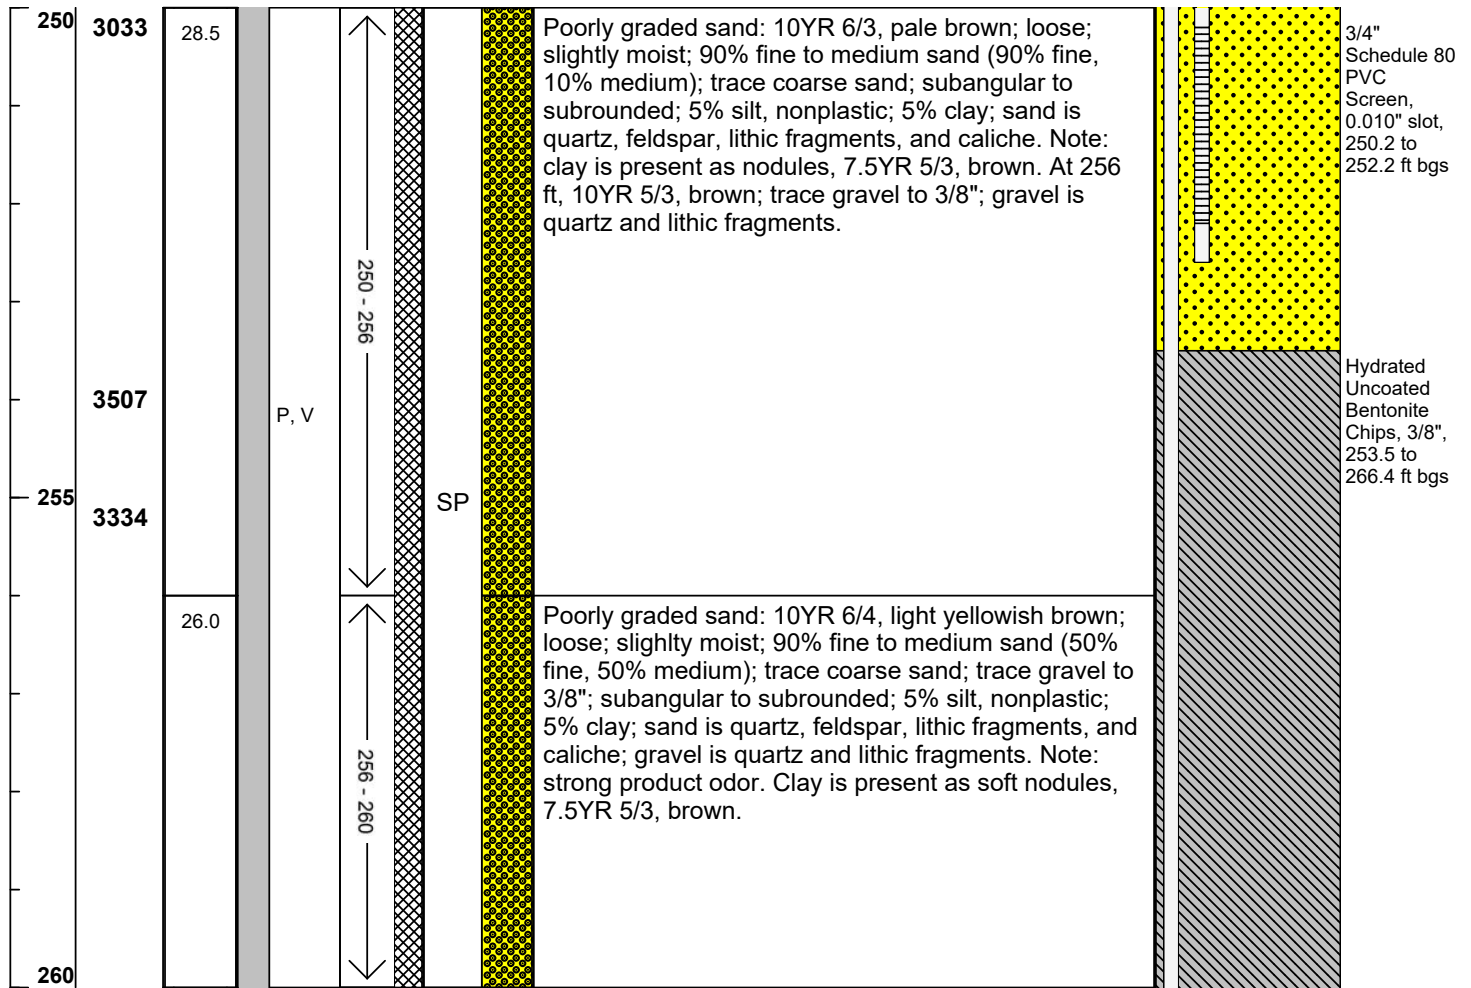 250
3033
28.5
Poorly graded sand: 10YR 6/3, pale brown; loose;
slightly moist; 90% fine to medium sand (90% fine,
10% medium); trace coarse sand; subangular to
subrounded; 5% silt, nonplastic; 5% clay; sand is
quartz, feldspar, lithic fragments, and caliche. Note:
clay is present as nodules, 7.5YR 5/3, brown. At 256
ft, 10YR 5/3, brown; trace gravel to 3/8"; gravel is
quartz and lithic fragments.
3/4"
Schedule 80
PVC
Screen,
0.010" slot,
250.2 to
252.2 ft bgs
250 - 256
3507
P, V
Hydrated
Uncoated
Bentonite
Chips, 3/8",
253.5 to
266.4 ft bgs
255
3334
SP
26.0
Poorly graded sand: 10YR 6/4, light yellowish brown;
loose; slighlty moist; 90% fine to medium sand (50%
fine, 50% medium); trace coarse sand; trace gravel to
3/8"; subangular to subrounded; 5% silt, nonplastic;
5% clay; sand is quartz, feldspar, lithic fragments, and
caliche; gravel is quartz and lithic fragments. Note:
strong product odor. Clay is present as soft nodules,
7.5YR 5/3, brown.
256 - 260
260